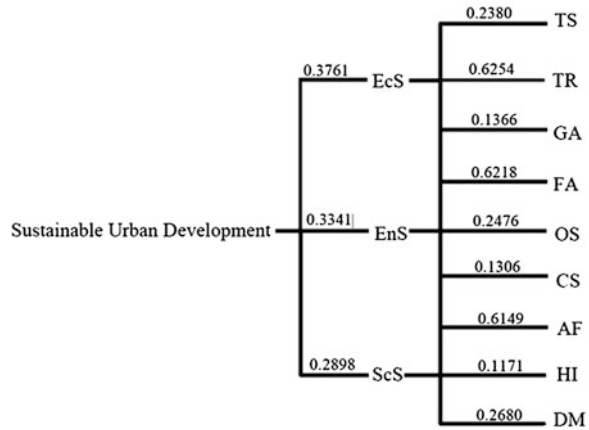 0.2380 TS
0.3761 EcS 0.6254 TR
0.1366 GA
0.6218 FA
Sustainable Urban Development 0.3341 EnS 0.2476 OS
0.1306 CS
0.6149 AF
0.2898 ScS 0.1171 HI
0.2680 DM